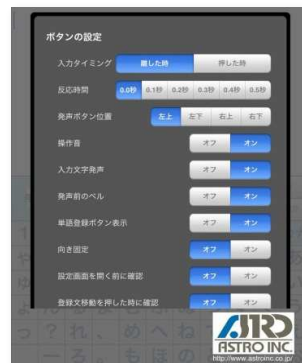 ボタンの設定
入力タイミング 離した時 押した時
反応時間 0.0秒 0.1秒 0.2秒 0.3秒 0.4秒 0.5秒
発声ボタン位置 左上 左下 右上 右下
操作音 オフ オン
入力文字発声 オフ オン
発声前のベル オフ オン
単語登録ボタン表示 オフ オン
向き固定 オフ オン
設定画面を開く前に確認 オフ オン
登録文移動を押した時に確認 オフ オン
ASTRO INC.
http://www.astroinc.co.jp/